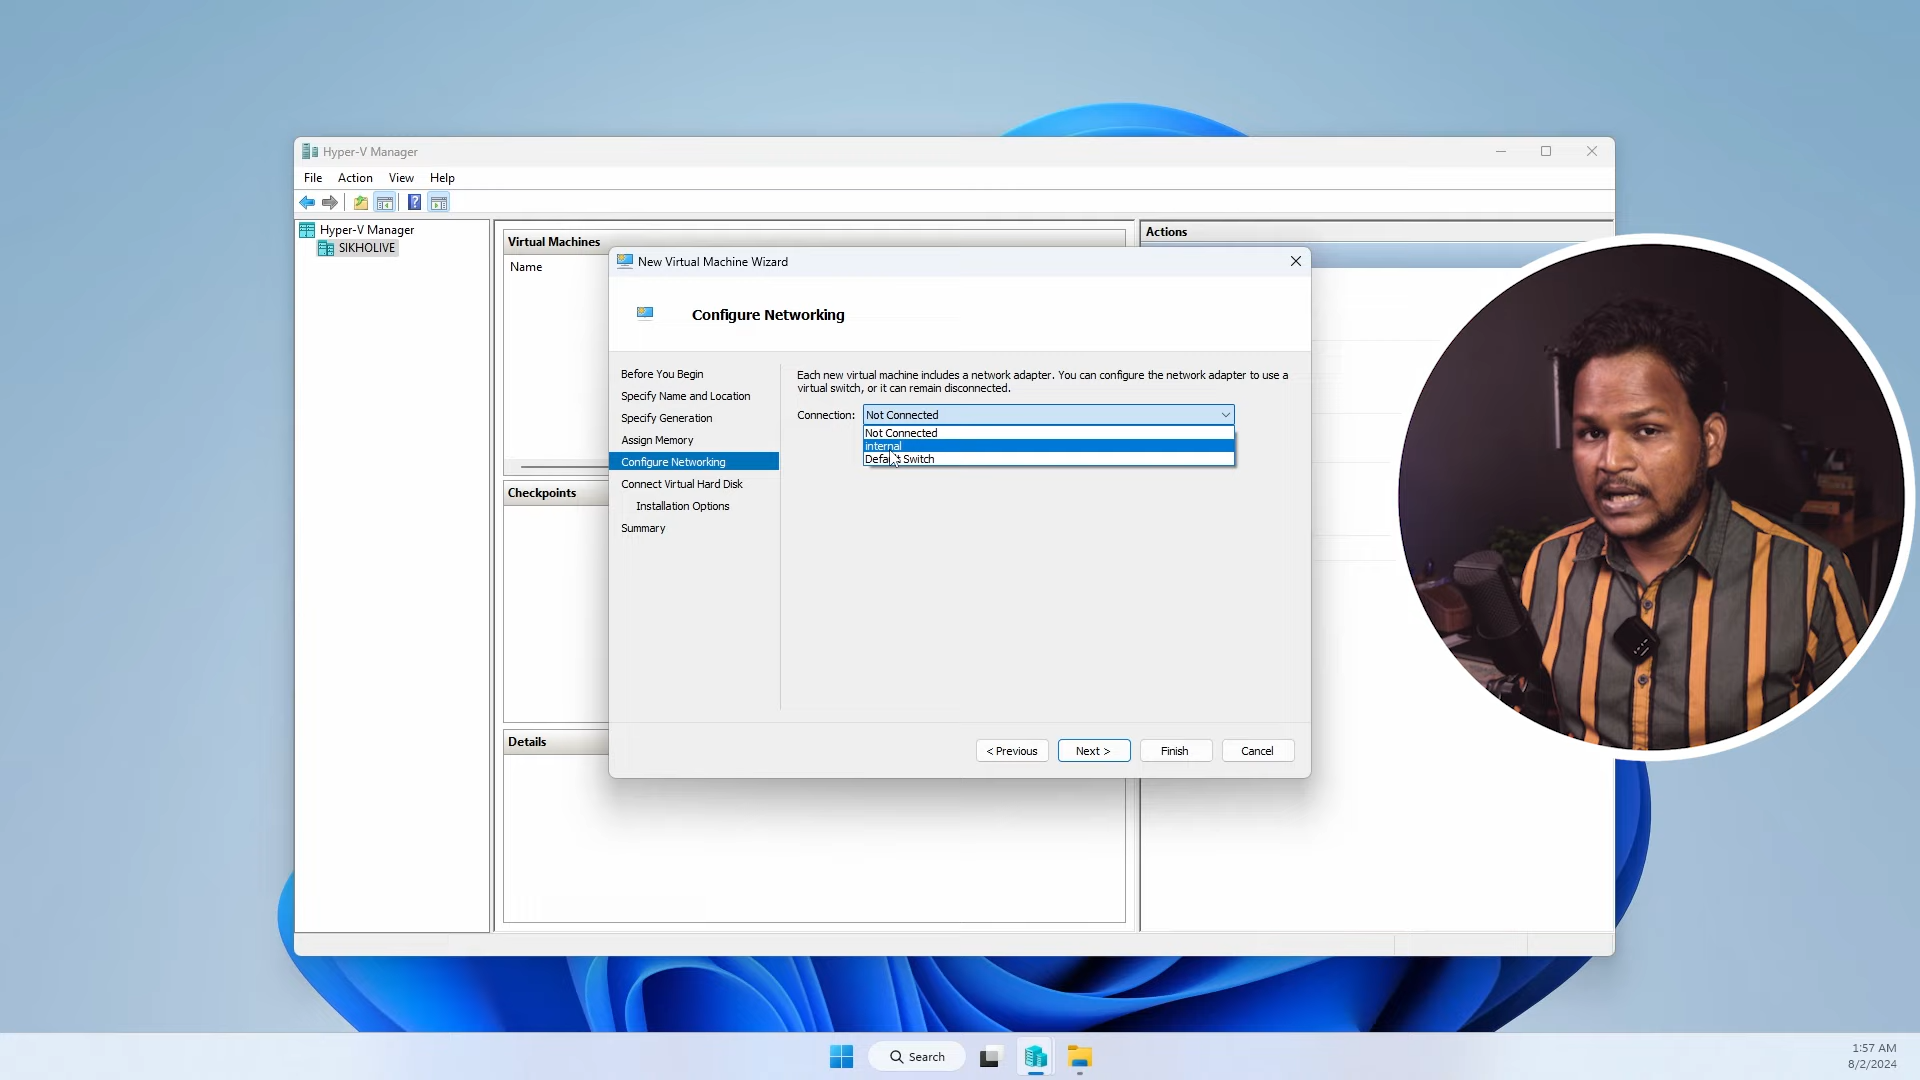 Hyper-V Manager
File Action View Help
Hyper-V Manager
SIKHOLIVE
Virtual Machines
Name
Checkpoints
Details
Actions
New Virtual Machine Wizard
Configure Networking
Before You Begin
Specify Name and Location
Specify Generation
Assign Memory
Configure Networking
Connect Virtual Hard Disk
Installation Options
Summary
Each new virtual machine includes a network adapter. You can configure the network adapter to use a
virtual switch, or it can remain disconnected.
Connection: Not Connected
Not Connected
internal
Default Switch
< Previous Next > Finish Cancel
Search
1:57 AM
8/2/2024